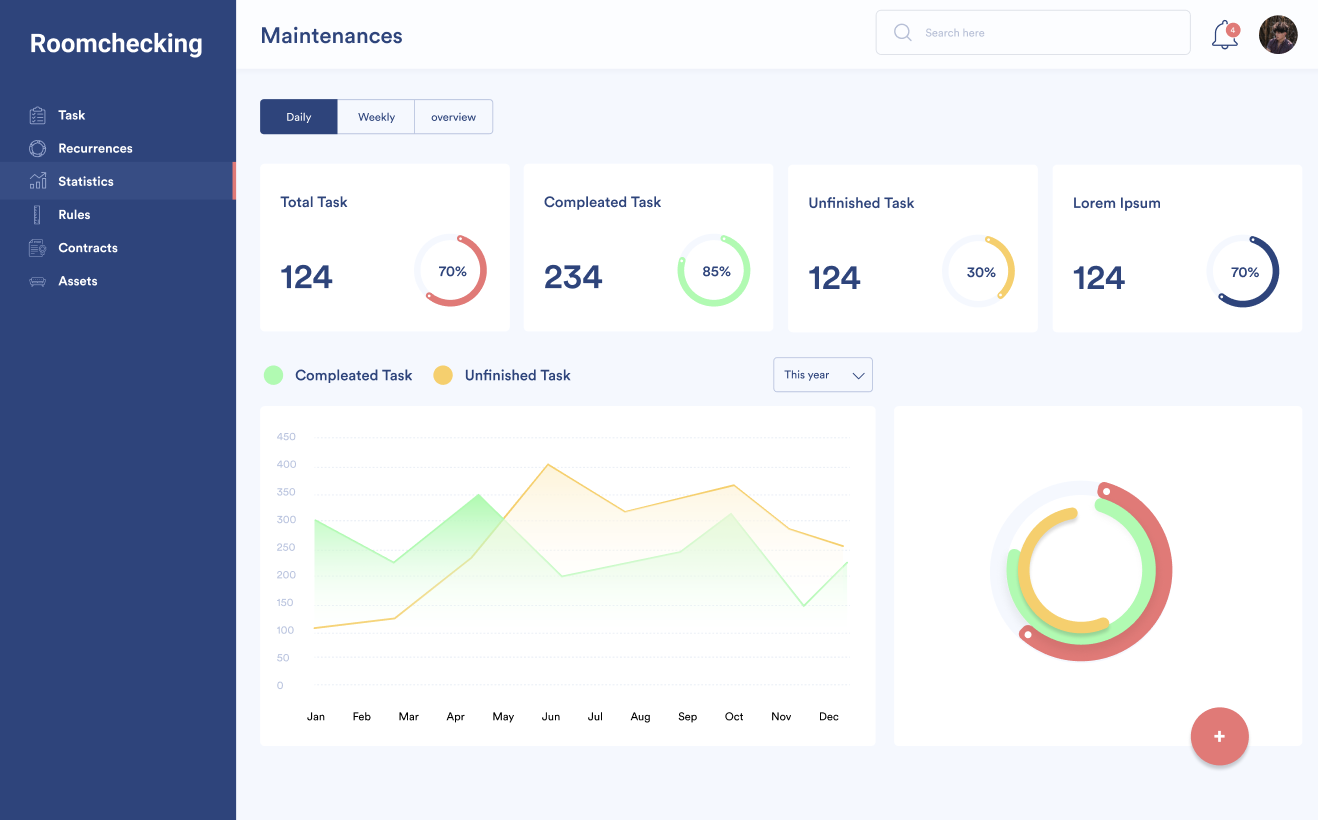 Roomchecking
Maintenances
Search here
4
Task
Recurrences
Statistics
Rules
Contracts
Assets
Daily
Weekly
overview
Total Task
124
70%
Compleated Task
234
85%
Unfinished Task
124
30%
Lorem Ipsum
124
70%
Compleated Task
Unfinished Task
This year
450
400
350
300
250
200
150
100
50
0
Jan
Feb
Mar
Apr
May
Jun
Jul
Aug
Sep
Oct
Nov
Dec
+